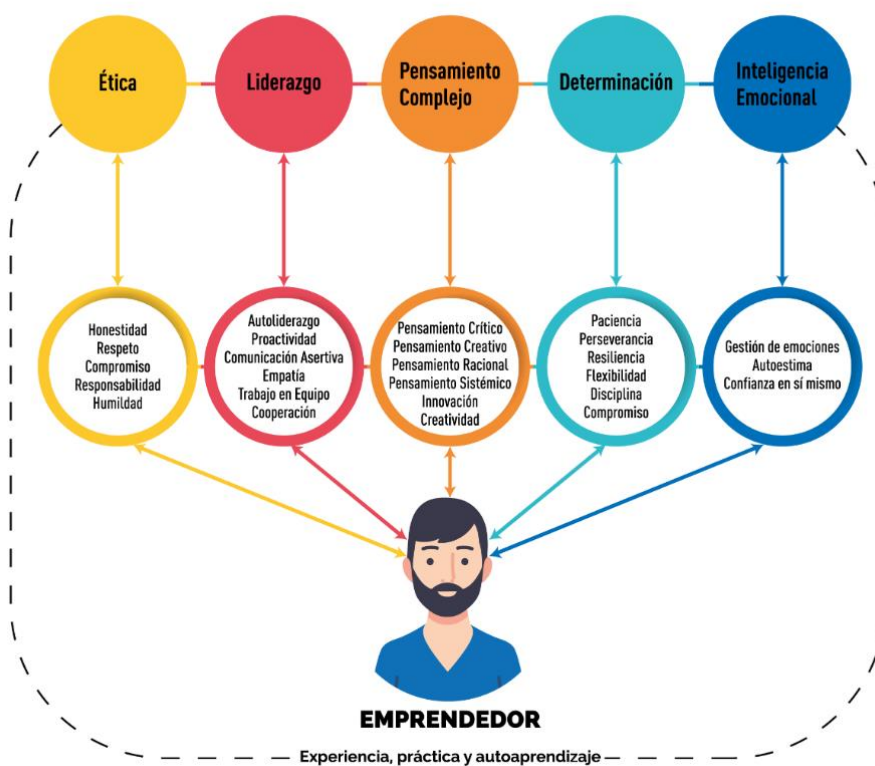 Ética
Liderazgo
Pensamiento
Complejo
Determinación
Inteligencia
Emocional
Honestidad
Respeto
Compromiso
Responsabilidad
Humildad
Autoliderazgo
Proactividad
Comunicación Asertiva
Empatía
Trabajo en Equipo
Cooperación
Pensamiento Crítico
Pensamiento Creativo
Pensamiento Racional
Pensamiento Sistémico
Innovación
Creatividad
Paciencia
Perseverancia
Resiliencia
Flexibilidad
Disciplina
Compromiso
Gestión de emociones
Autoestima
Confianza en sí mismo
EMPRENDEDOR
Experiencia, práctica y autoaprendizaje